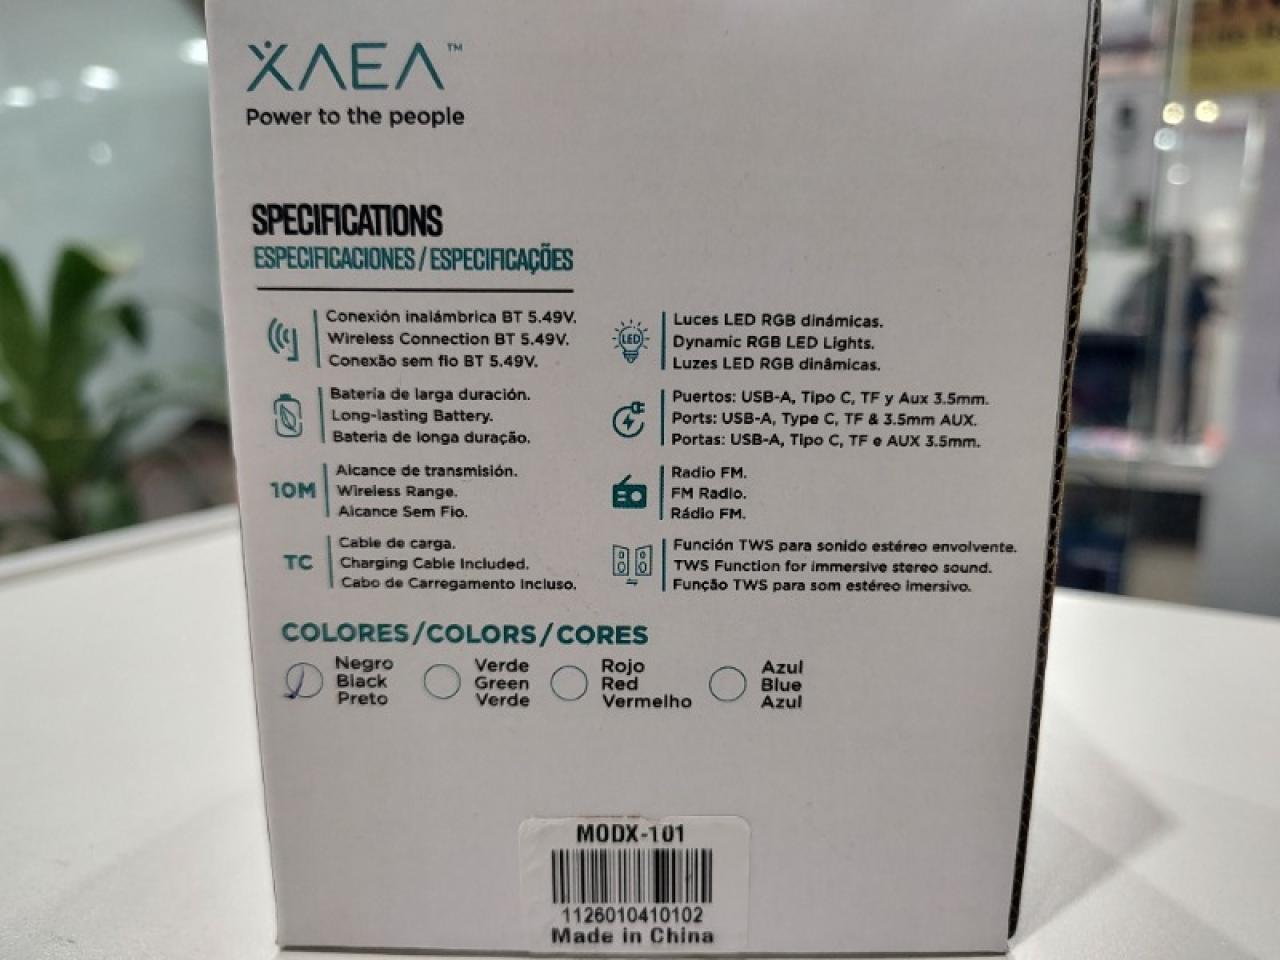 XAEA™
Power to the people
SPECIFICATIONS
ESPECIFICACIONES / ESPECIFICAÇÕES
Conexión inalámbrica BT 5.49V.
Wireless Connection BT 5.49V.
Conexão sem fio BT 5.49V.
Batería de larga duración.
Long-lasting Battery.
Bateria de longa duração.
10M
Alcance de transmisión.
Wireless Range.
Alcance Sem Fio.
TC
Cable de carga.
Charging Cable Included.
Cabo de Carregamento Incluso.
LED
Luces LED RGB dinámicas.
Dynamic RGB LED Lights.
Luzes LED RGB dinâmicas.
Puertos: USB-A, Tipo C, TF y Aux 3.5mm.
Ports: USB-A, Type C, TF & 3.5mm AUX.
Portas: USB-A, Tipo C, TF e AUX 3.5mm.
Radio FM.
FM Radio.
Rádio FM.
Función TWS para sonido estéreo envolvente.
TWS Function for immersive stereo sound.
Função TWS para som estéreo imersivo.
COLORES/COLORS/CORES
Negro
Black
Preto
Verde
Green
Verde
Rojo
Red
Vermelho
Azul
Blue
Azul
MODX-101
1126010410102
Made in China